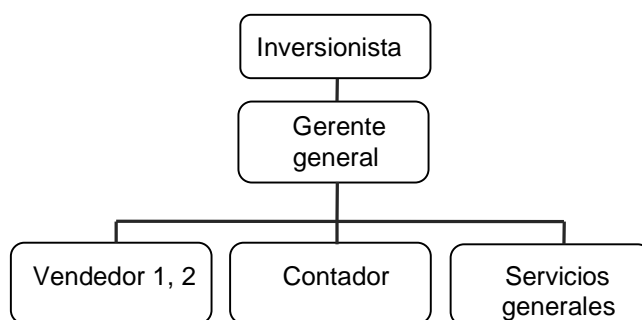 Inversionista
Gerente
general
Vendedor 1, 2
Contador
Servicios
generales